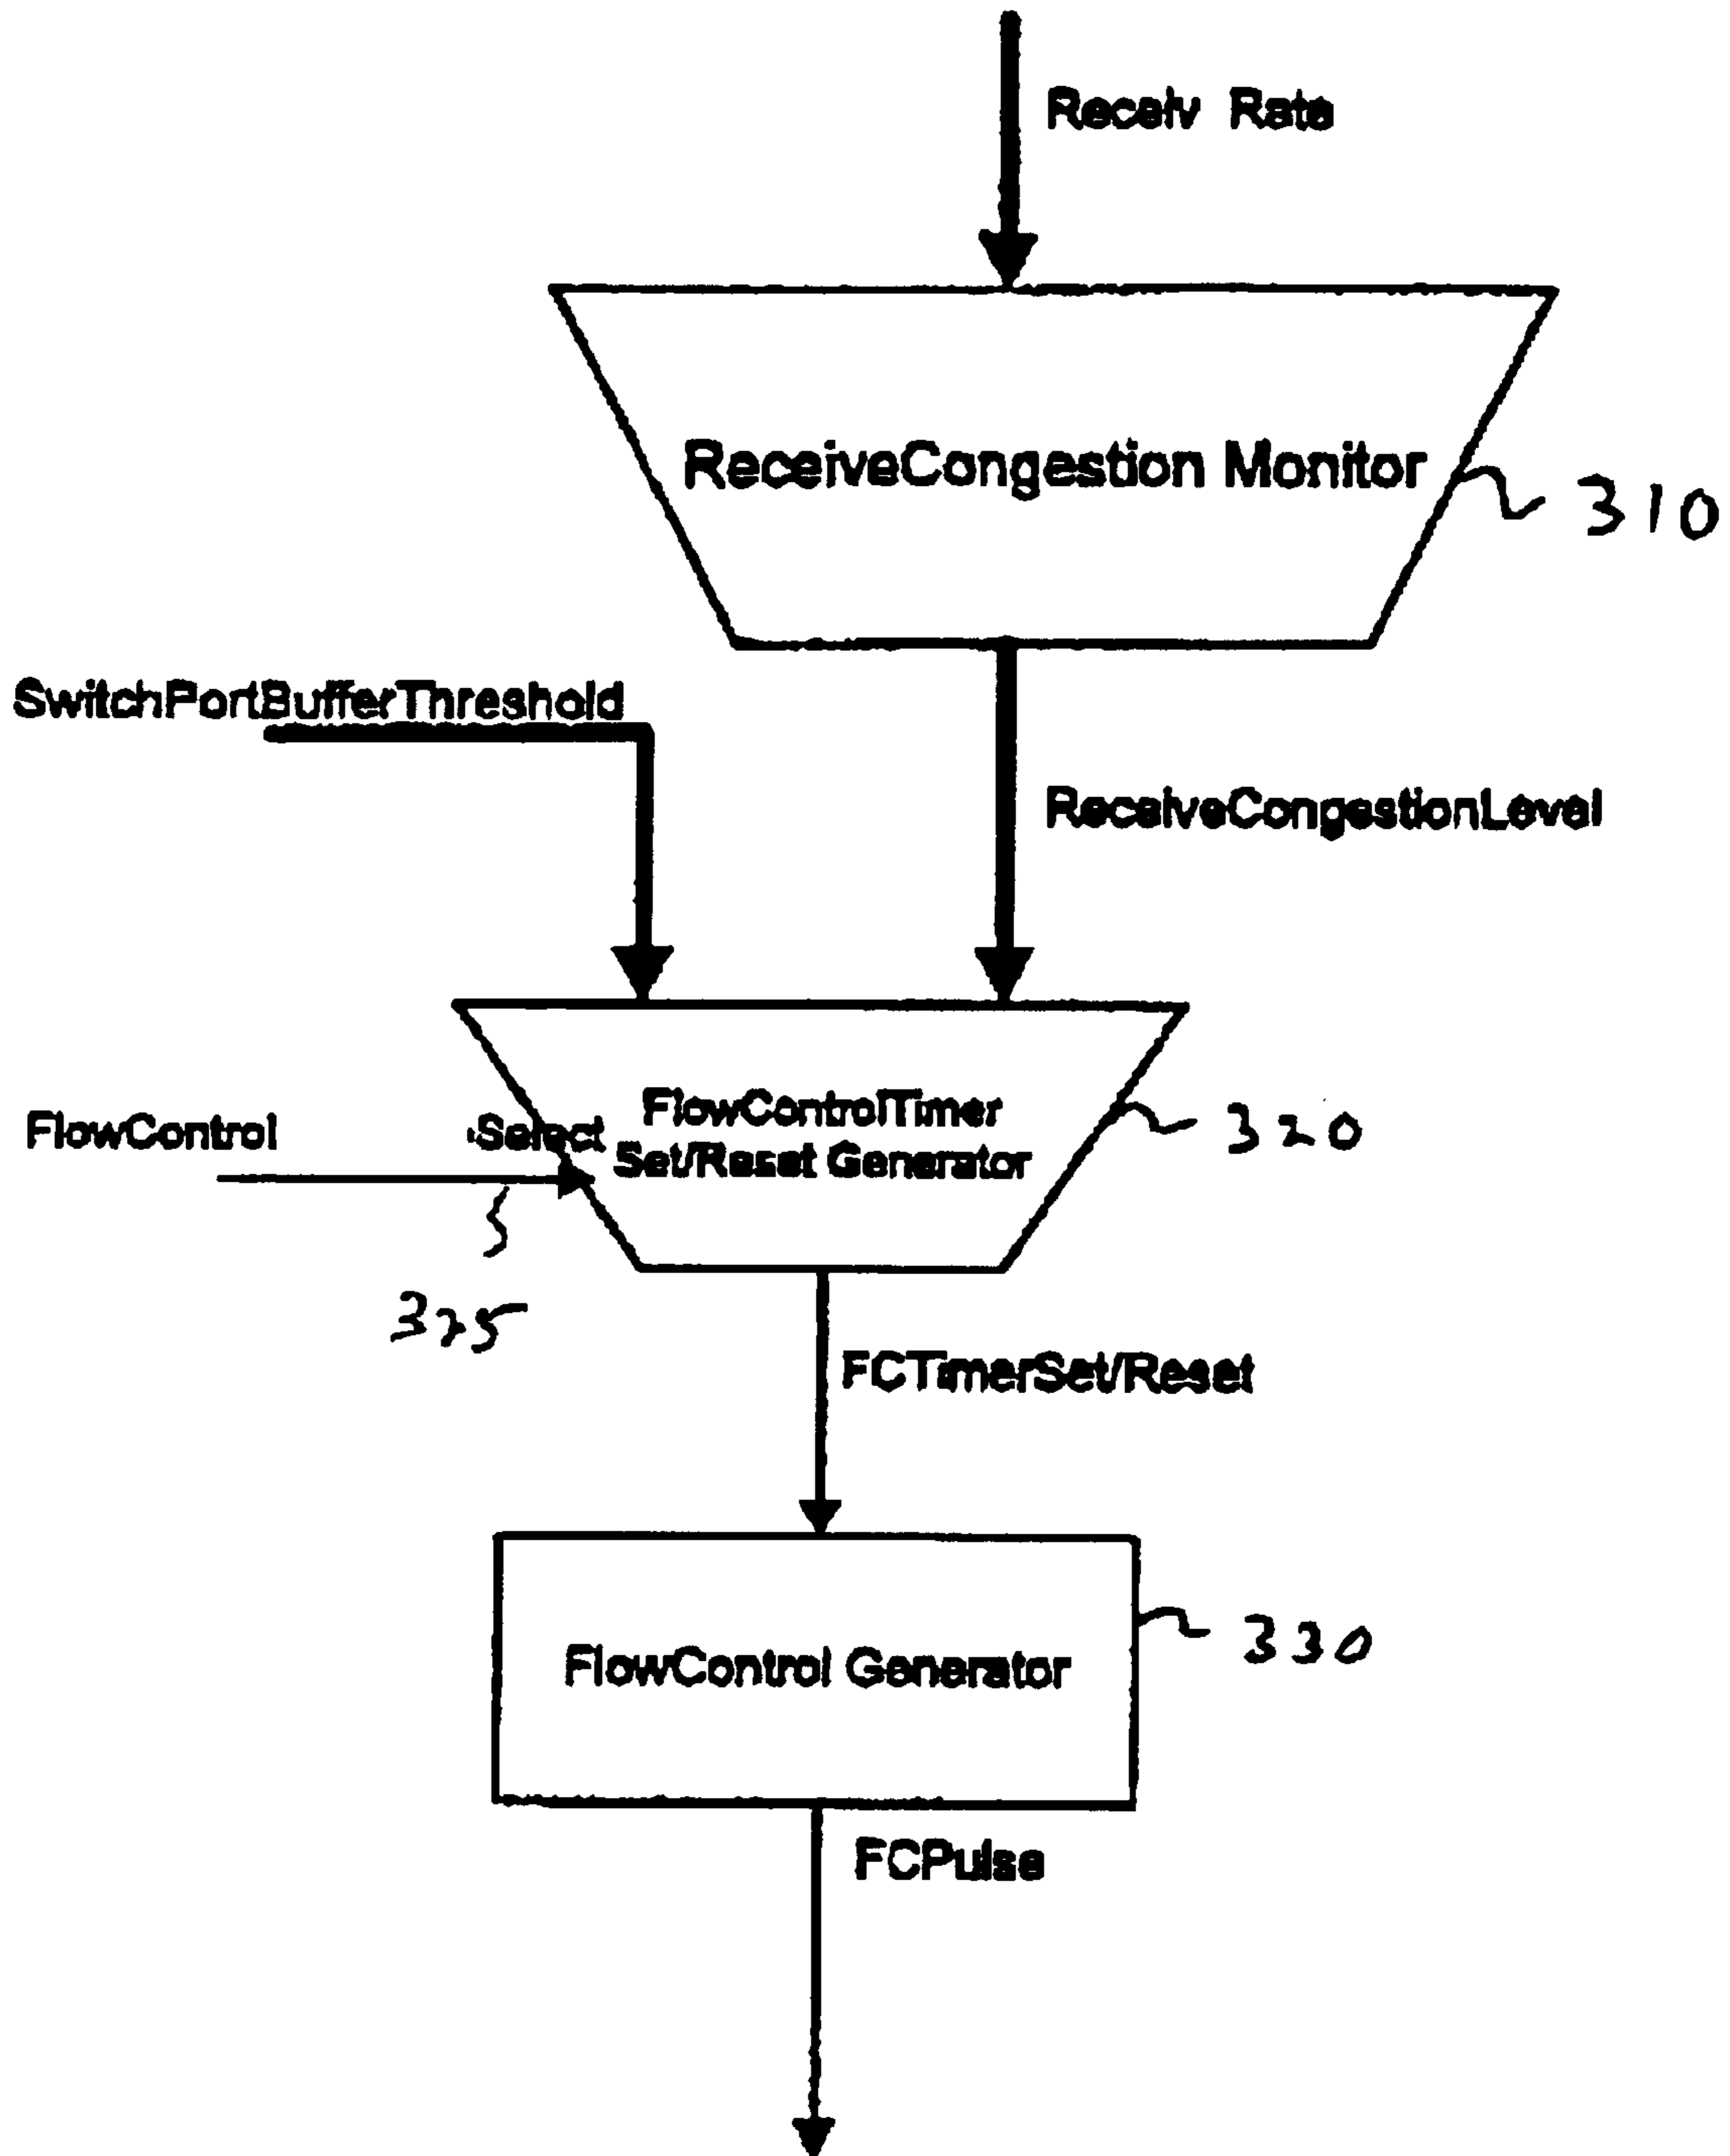 Receiv Rate
ReceiveCongestion Monitor
310
SwitchPortBufferThreshold
ReceiveCongestionLevel
FlowControl
Select
FlowControlTimer
Set/Reset Generator
320
325
FCTimerSet/Reset
FlowControl Generator
330
FCPulse